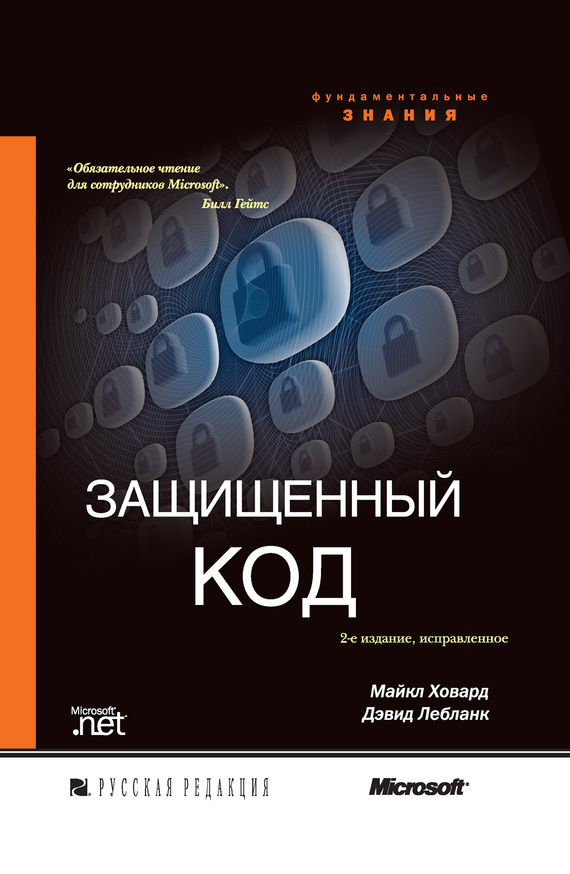 фундаментальные
ЗНАНИЯ
«Обязательное чтение
для сотрудников Microsoft».
Билл Гейтс
ЗАЩИЩЕННЫЙ
КОД
2-е издание, исправленное
Майкл Ховард
Дэвид Лебланк
Microsoft®
.net™
РУССКАЯ РЕДАКЦИЯ
Microsoft®